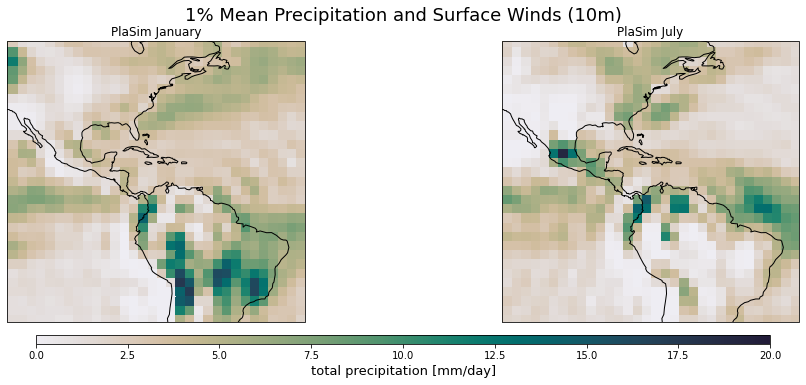 1% Mean Precipitation and Surface Winds (10m)
PlaSim January
PlaSim July
0.0 2.5 5.0 7.5 10.0 12.5 15.0 17.5 20.0
total precipitation [mm/day]